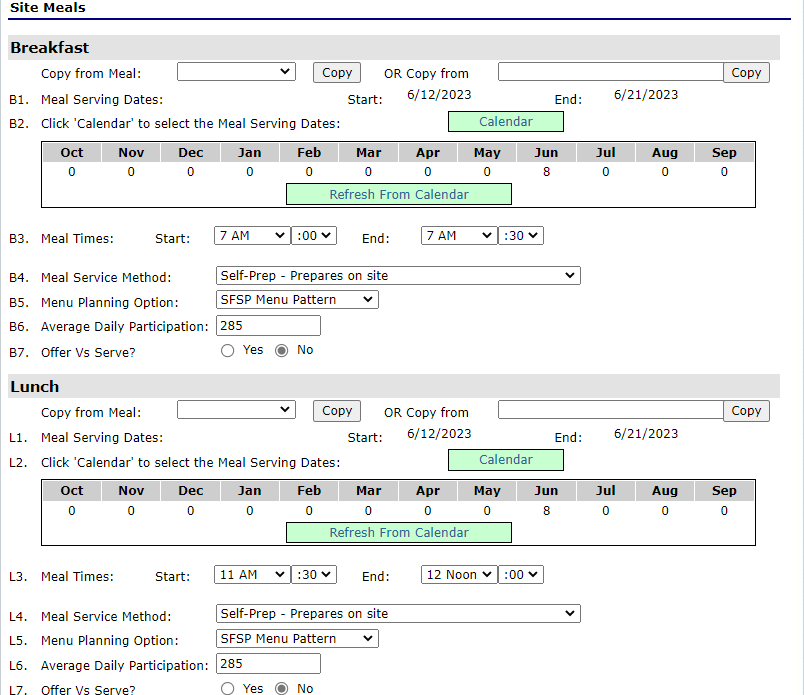 Site Meals
Breakfast
Copy from Meal: Copy OR Copy from Copy
B1. Meal Serving Dates: Start: 6/12/2023 End: 6/21/2023
B2. Click 'Calendar' to select the Meal Serving Dates: Calendar
Oct Nov Dec Jan Feb Mar Apr May Jun Jul Aug Sep
0 0 0 0 0 0 0 0 8 0 0 0
Refresh From Calendar
B3. Meal Times: Start: 7 AM :00 End: 7 AM :30
B4. Meal Service Method: Self-Prep - Prepares on site
B5. Menu Planning Option: SFSP Menu Pattern
B6. Average Daily Participation: 285
B7. Offer Vs Serve? Yes No
Lunch
Copy from Meal: Copy OR Copy from Copy
L1. Meal Serving Dates: Start: 6/12/2023 End: 6/21/2023
L2. Click 'Calendar' to select the Meal Serving Dates: Calendar
Oct Nov Dec Jan Feb Mar Apr May Jun Jul Aug Sep
0 0 0 0 0 0 0 0 8 0 0 0
Refresh From Calendar
L3. Meal Times: Start: 11 AM :30 End: 12 Noon :00
L4. Meal Service Method: Self-Prep - Prepares on site
L5. Menu Planning Option: SFSP Menu Pattern
L6. Average Daily Participation: 285
L7. Offer Vs Serve? Yes No